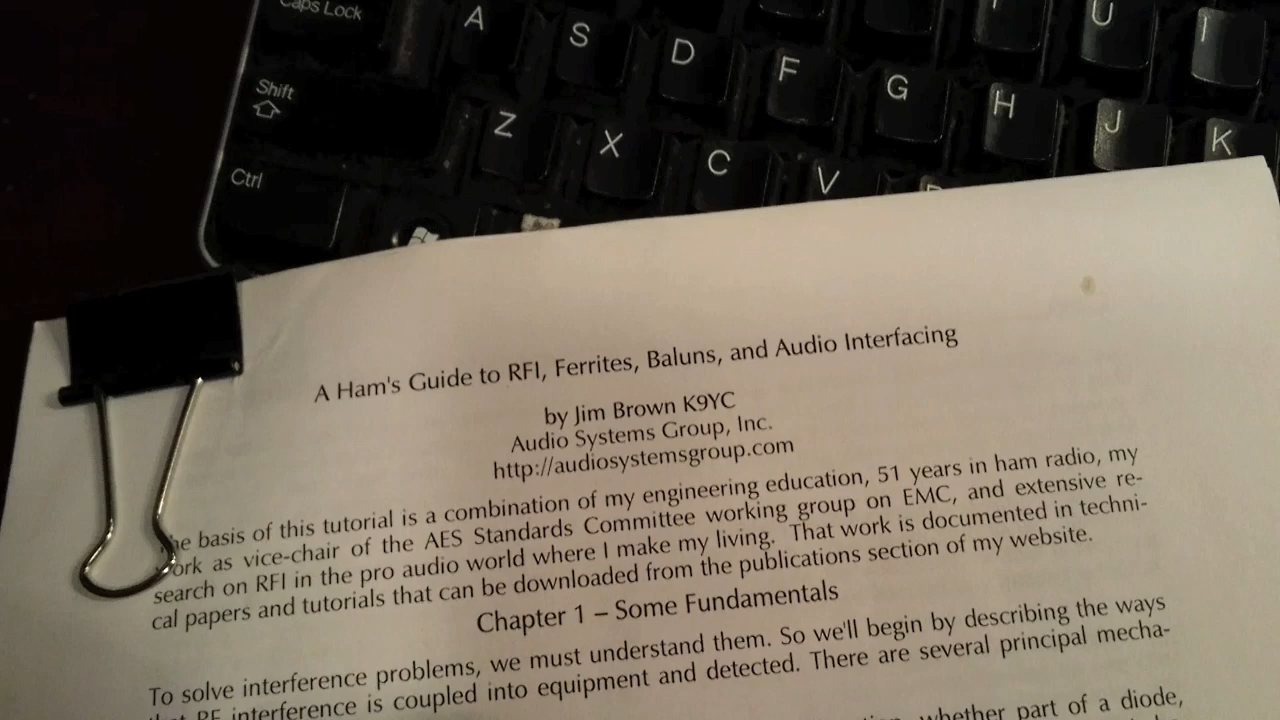 Caps Lock
A S D F G H J K
U I
Shift
Z X C V
Ctrl
A Ham's Guide to RFI, Ferrites, Baluns, and Audio Interfacing
by Jim Brown K9YC
Audio Systems Group, Inc.
http://audiosystemsgroup.com
basis of this tutorial is a combination of my engineering education, 51 years in ham radio, my
as vice-chair of the AES Standards Committee working group on EMC, and extensive re-
search on RFI in the pro audio world where I make my living. That work is documented in techni-
cal papers and tutorials that can be downloaded from the publications section of my website.
Chapter 1 – Some Fundamentals
To solve interference problems, we must understand them. So we'll begin by describing the ways
RF interference is coupled into equipment and detected. There are several principal mecha-
whether part of a diode,